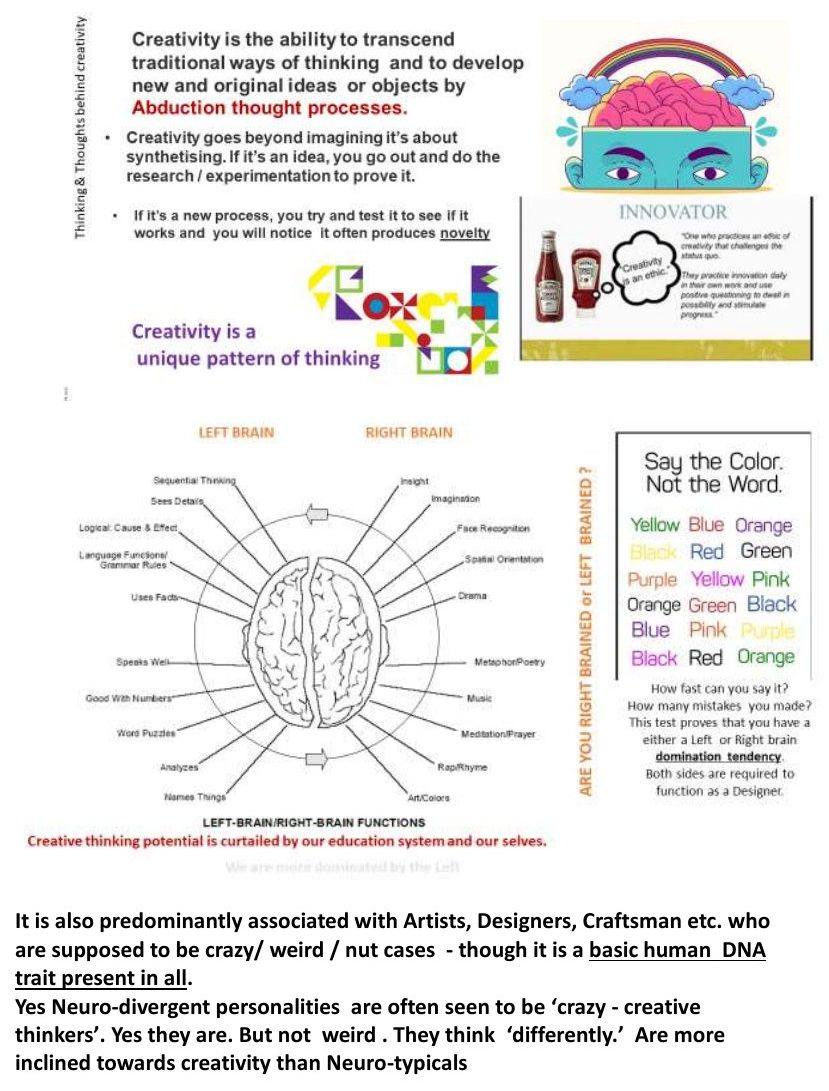 Thinking & Thoughts behind creativity
Creativity is the ability to transcend
traditional ways of thinking and to develop
new and original ideas or objects by
Abduction thought processes.
• Creativity goes beyond imagining it's about
synthetising. If it's an idea, you go out and do the
research / experimentation to prove it.
• If it's a new process, you try and test it to see if it
works and you will notice it often produces novelty
Creativity is a
unique pattern of thinking
INNOVATOR
"Creativity
is an ethic."
"One who practices an ethic of
creativity that challenges the
status quo.
They practice innovation daily
in their own work and use
positive questioning to dwell in
possibility and stimulate
progress."
LEFT BRAIN
RIGHT BRAIN
Sequential Thinking
Sees Details
Logical: Cause & Effect
Language Functions/
Grammar Rules
Uses Facts
Speaks Well
Good With Numbers
Word Puzzles
Analyzes
Names Things
Insight
Imagination
Face Recognition
Spatial Orientation
Drama
Metaphor/Poetry
Music
Meditation/Prayer
Rap/Rhyme
Art/Colors
LEFT-BRAIN/RIGHT-BRAIN FUNCTIONS
Creative thinking potential is curtailed by our education system and our selves.
We are more dominated by the Left
ARE YOU RIGHT BRAINED or LEFT BRAINED ?
Say the Color.
Not the Word.
Yellow Blue Orange
Black Red Green
Purple Yellow Pink
Orange Green Black
Blue Pink Purple
Black Red Orange
How fast can you say it?
How many mistakes you made?
This test proves that you have a
either a Left or Right brain
domination tendency.
Both sides are required to
function as a Designer.
It is also predominantly associated with Artists, Designers, Craftsman etc. who
are supposed to be crazy/ weird / nut cases - though it is a basic human DNA
trait present in all.
Yes Neuro-divergent personalities are often seen to be 'crazy - creative
thinkers'. Yes they are. But not weird . They think 'differently.' Are more
inclined towards creativity than Neuro-typicals